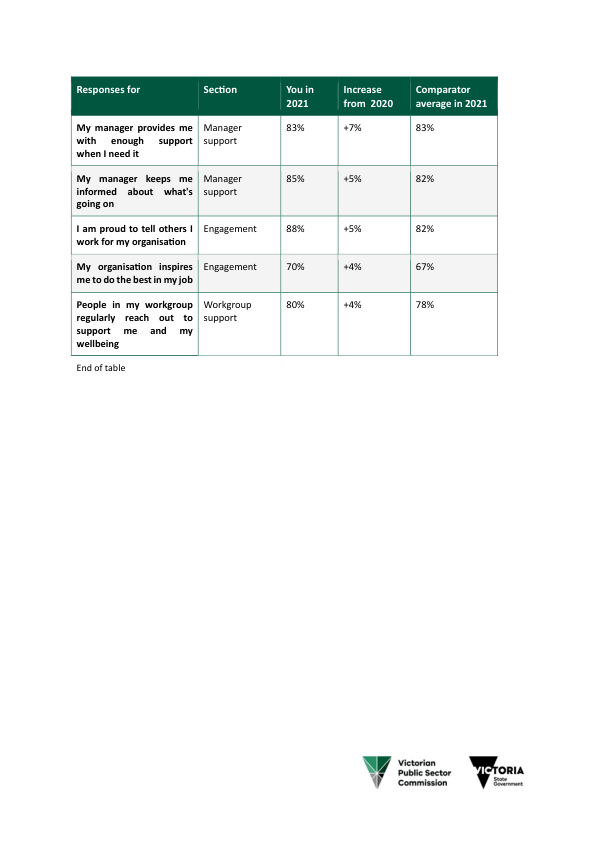 Responses for Section You in 2021 Increase from 2020 Comparator average in 2021
My manager provides me with enough support when I need it Manager support 83% +7% 83%
My manager keeps me informed about what's going on Manager support 85% +5% 82%
I am proud to tell others I work for my organisation Engagement 88% +5% 82%
My organisation inspires me to do the best in my job Engagement 70% +4% 67%
People in my workgroup regularly reach out to support me and my wellbeing Workgroup support 80% +4% 78%
End of table
Victorian
Public Sector
Commission
VICTORIA
State
Government